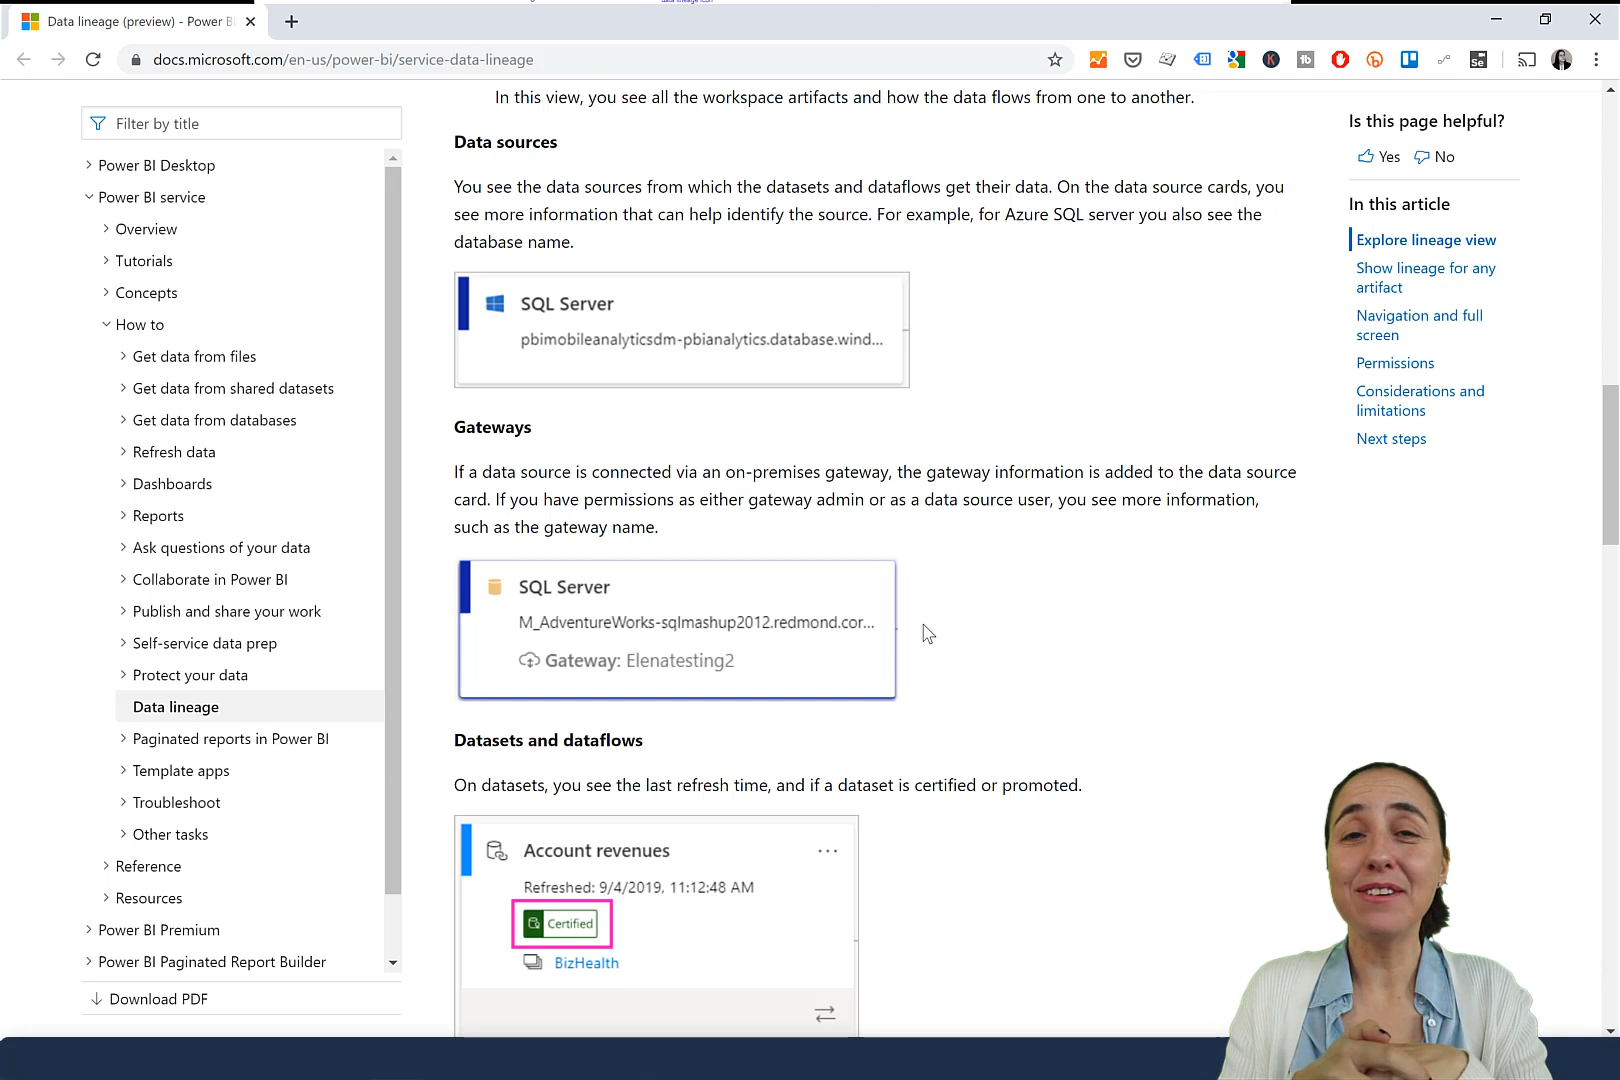 data lineage icon
Data lineage (preview) - Power B
docs.microsoft.com/en-us/power-bi/service-data-lineage
Filter by title
Power BI Desktop
Power BI service
Overview
Tutorials
Concepts
How to
Get data from files
Get data from shared datasets
Get data from databases
Refresh data
Dashboards
Reports
Ask questions of your data
Collaborate in Power BI
Publish and share your work
Self-service data prep
Protect your data
Data lineage
Paginated reports in Power BI
Template apps
Troubleshoot
Other tasks
Reference
Resources
Power BI Premium
Power BI Paginated Report Builder
Download PDF
In this view, you see all the workspace artifacts and how the data flows from one to another.
Data sources
You see the data sources from which the datasets and dataflows get their data. On the data source cards, you
see more information that can help identify the source. For example, for Azure SQL server you also see the
database name.
SQL Server
pbimobileanalyticsdm-pbianalytics.database.wind...
Gateways
If a data source is connected via an on-premises gateway, the gateway information is added to the data source
card. If you have permissions as either gateway admin or as a data source user, you see more information,
such as the gateway name.
SQL Server
M_AdventureWorks-sqlmashup2012.redmond.cor...
Gateway: Elenatesting2
Datasets and dataflows
On datasets, you see the last refresh time, and if a dataset is certified or promoted.
Account revenues
Refreshed: 9/4/2019, 11:12:48 AM
Certified
BizHealth
Is this page helpful?
Yes No
In this article
Explore lineage view
Show lineage for any
artifact
Navigation and full
screen
Permissions
Considerations and
limitations
Next steps